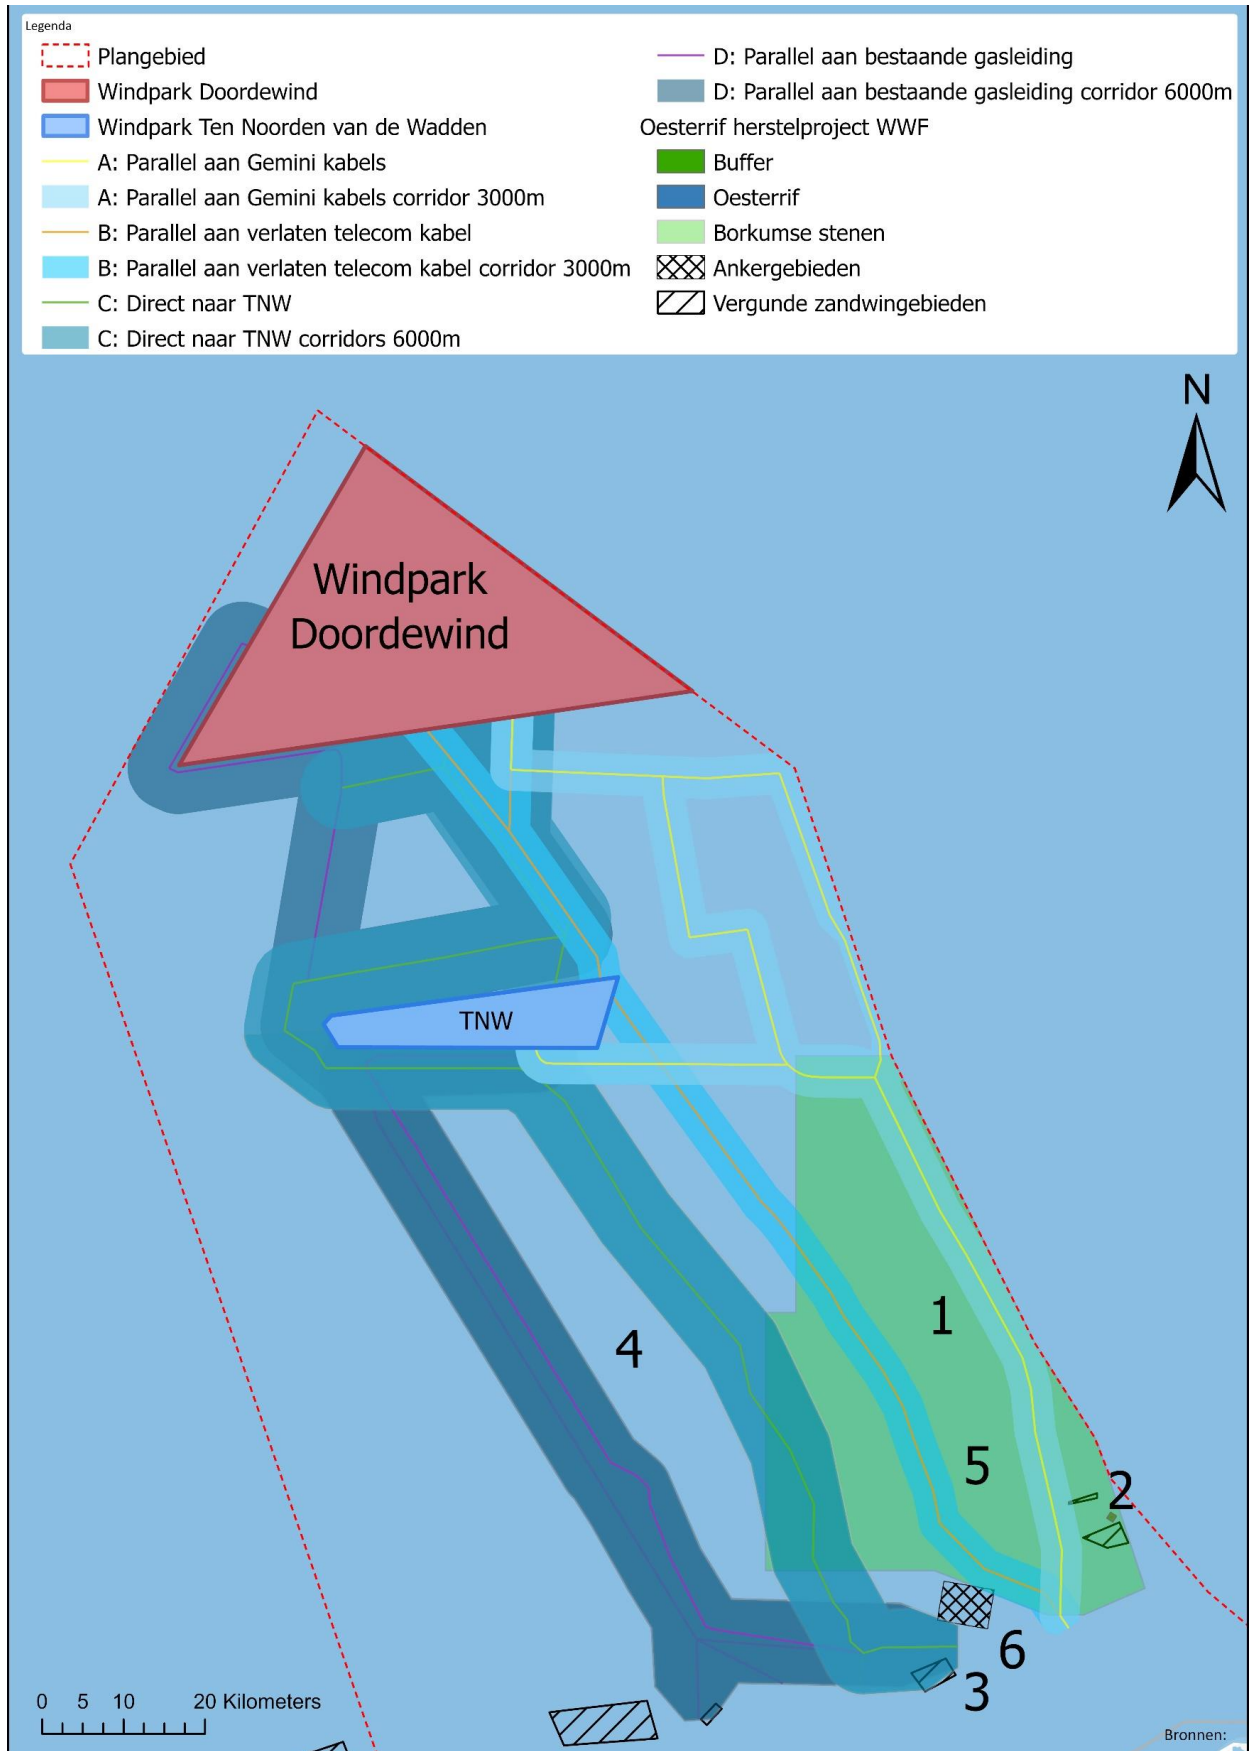 Legenda
Plangebied
Windpark Doordewind
Windpark Ten Noorden van de Wadden
A: Parallel aan Gemini kabels
A: Parallel aan Gemini kabels corridor 3000m
B: Parallel aan verlaten telecom kabel
B: Parallel aan verlaten telecom kabel corridor 3000m
C: Direct naar TNW
C: Direct naar TNW corridors 6000m
D: Parallel aan bestaande gasleiding
D: Parallel aan bestaande gasleiding corridor 6000m
Oesterrif herstelproject WWF
Buffer
Oesterrif
Borkumse stenen
Ankergebieden
Vergunde zandwingebieden
N
Windpark
Doordewind
TNW
1
4
5
2
6
3
0 5 10 20 Kilometers
Bronnen: